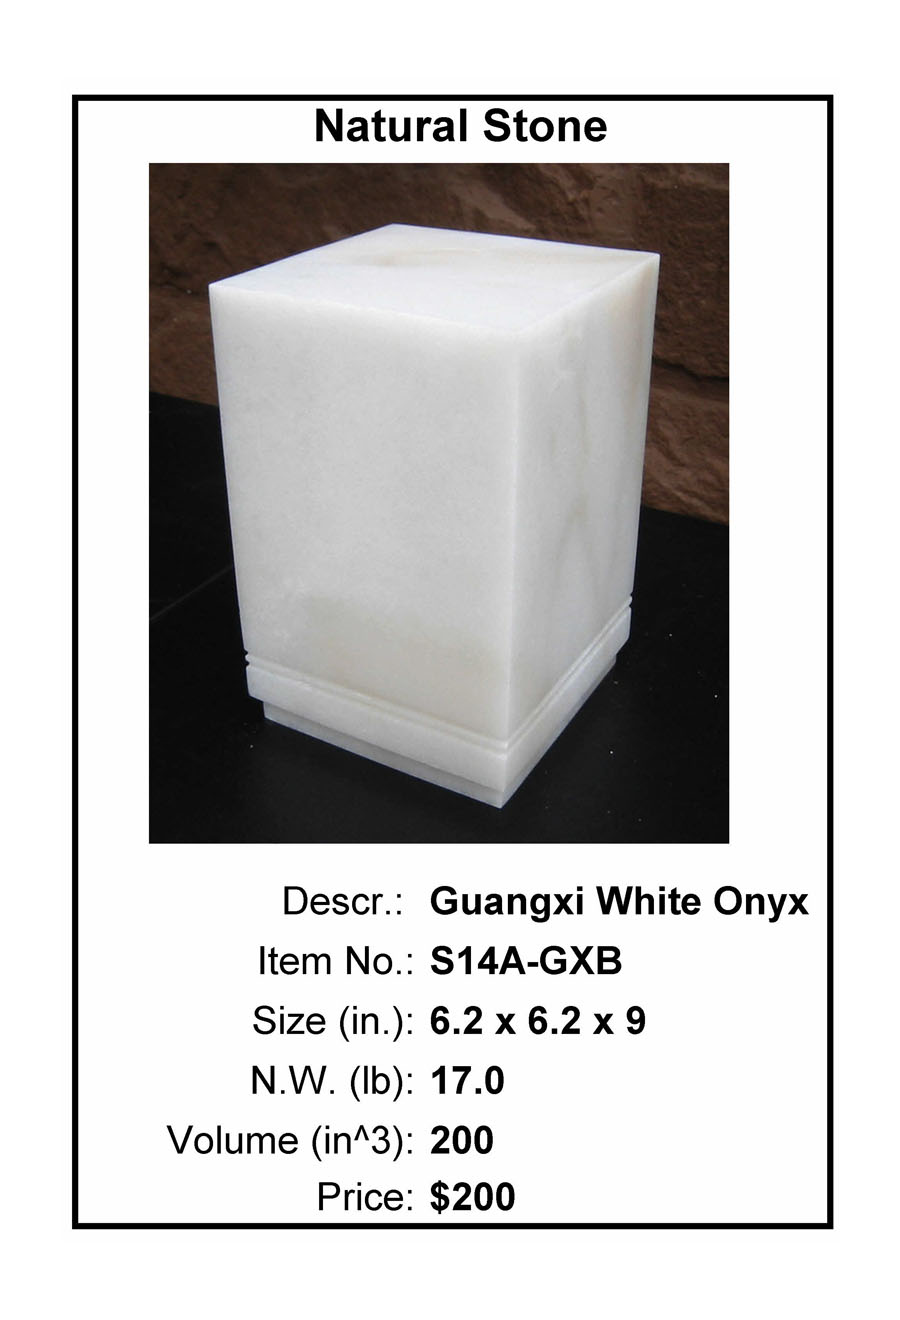 Natural Stone
Descr.: Guangxi White Onyx
Item No.: S14A-GXB
Size (in.): 6.2 x 6.2 x 9
N.W. (lb): 17.0
Volume (in^3): 200
Price: $200